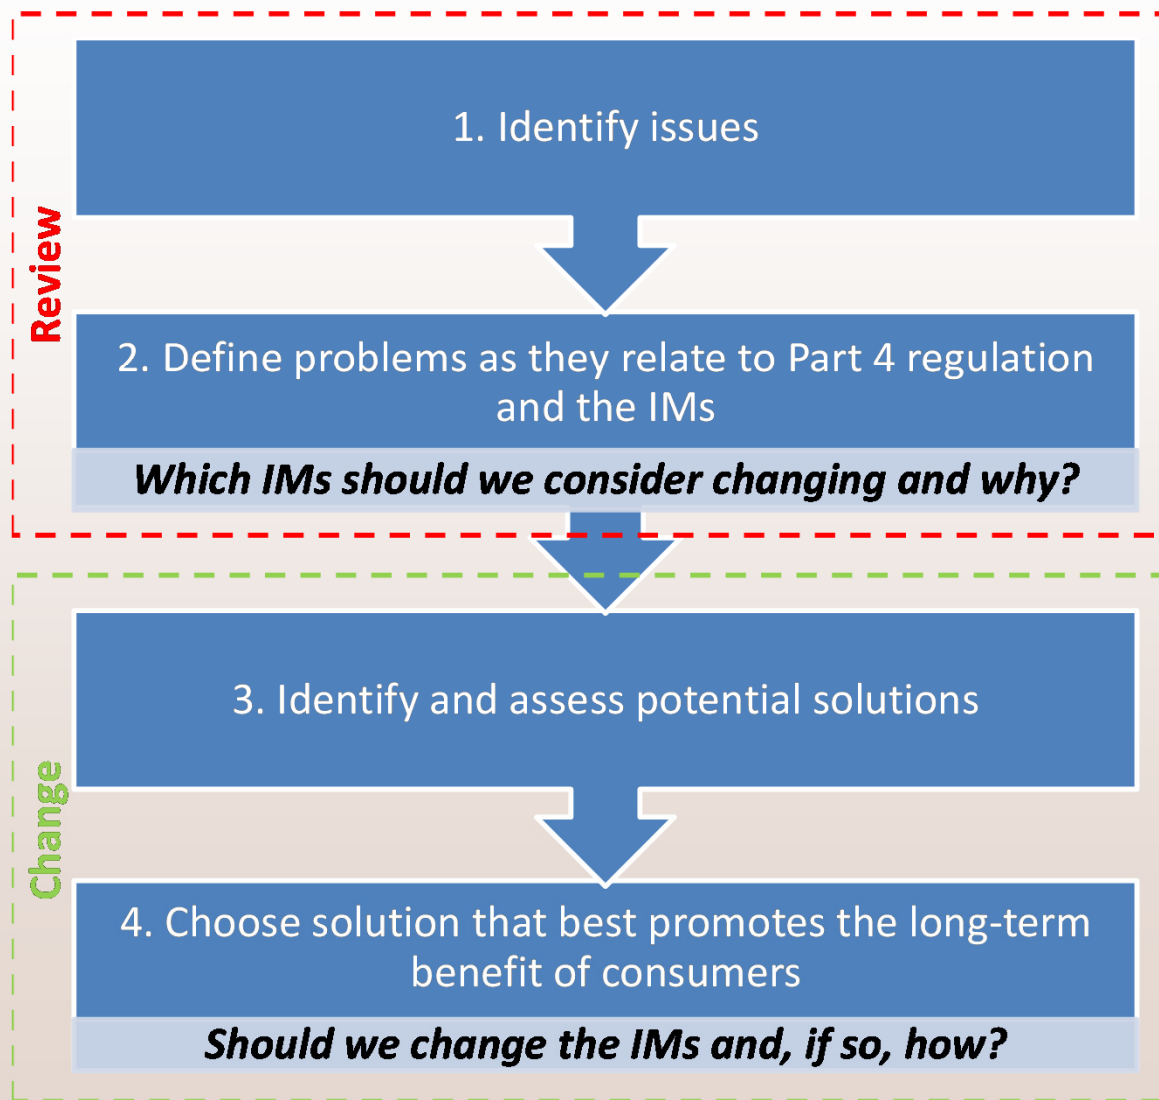 Review
1. Identify issues
2. Define problems as they relate to Part 4 regulation
and the IMs
Which IMs should we consider changing and why?
Change
3. Identify and assess potential solutions
4. Choose solution that best promotes the long-term
benefit of consumers
Should we change the IMs and, if so, how?